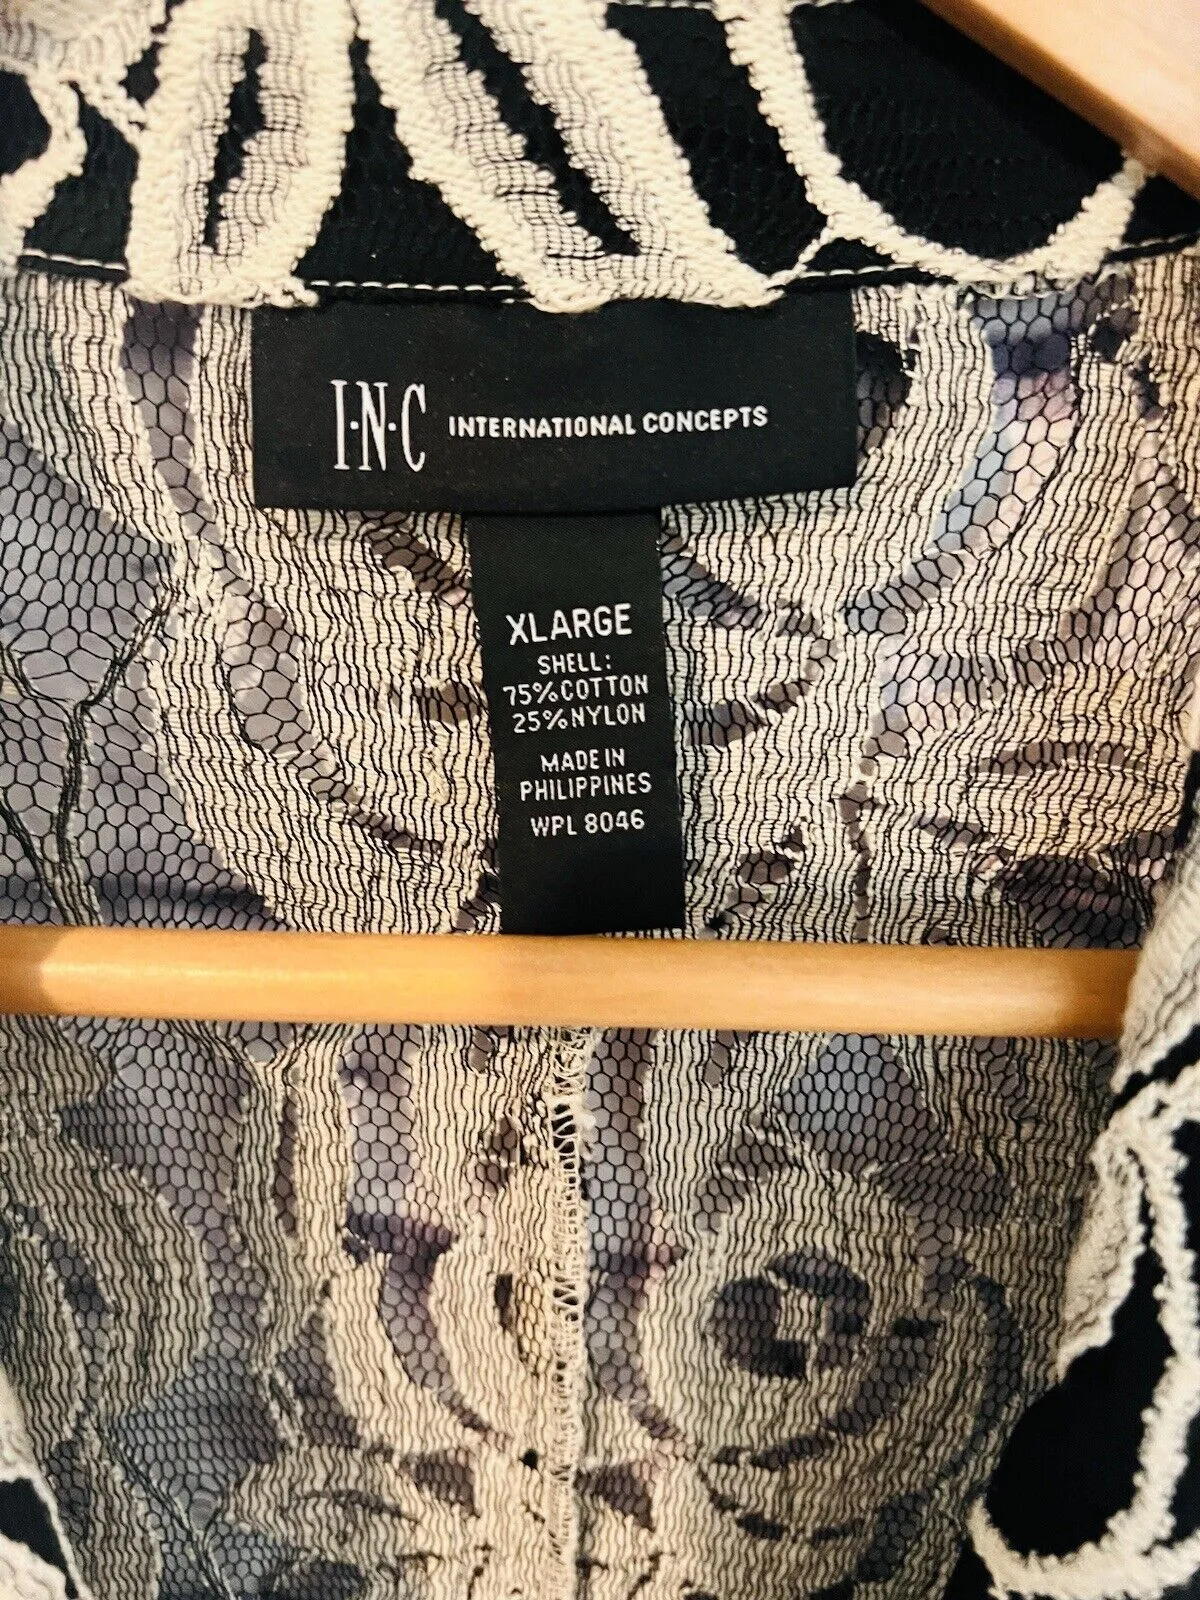 I·N·C INTERNATIONAL CONCEPTS
XLARGE
SHELL:
75%COTTON
25%NYLON
MADE IN
PHILIPPINES
WPL 8046